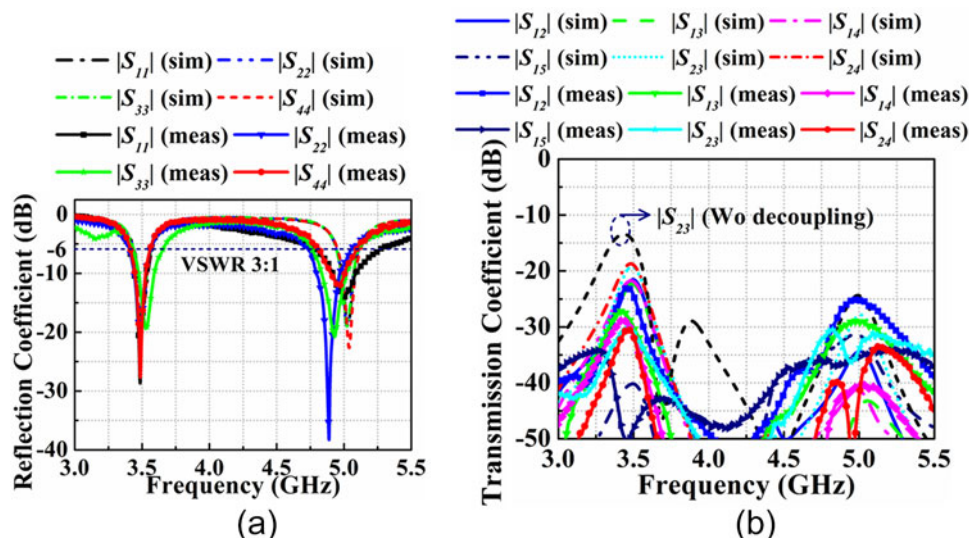 |S11| (sim) |S22| (sim)
|S33| (sim) |S44| (sim)
|S11| (meas) |S22| (meas)
|S33| (meas) |S44| (meas)
Reflection Coefficient (dB)
0
-6
-10
-20
-30
-40
VSWR 3:1
3.0 3.5 4.0 4.5 5.0 5.5
Frequency (GHz)
(a)
|S12| (sim) |S13| (sim) |S14| (sim)
|S15| (sim) |S23| (sim) |S24| (sim)
|S12| (meas) |S13| (meas) |S14| (meas)
|S15| (meas) |S23| (meas) |S24| (meas)
Transmission Coefficient (dB)
0
-10
-20
-30
-40
-50
|S23| (Wo decoupling)
3.0 3.5 4.0 4.5 5.0 5.5
Frequency (GHz)
(b)